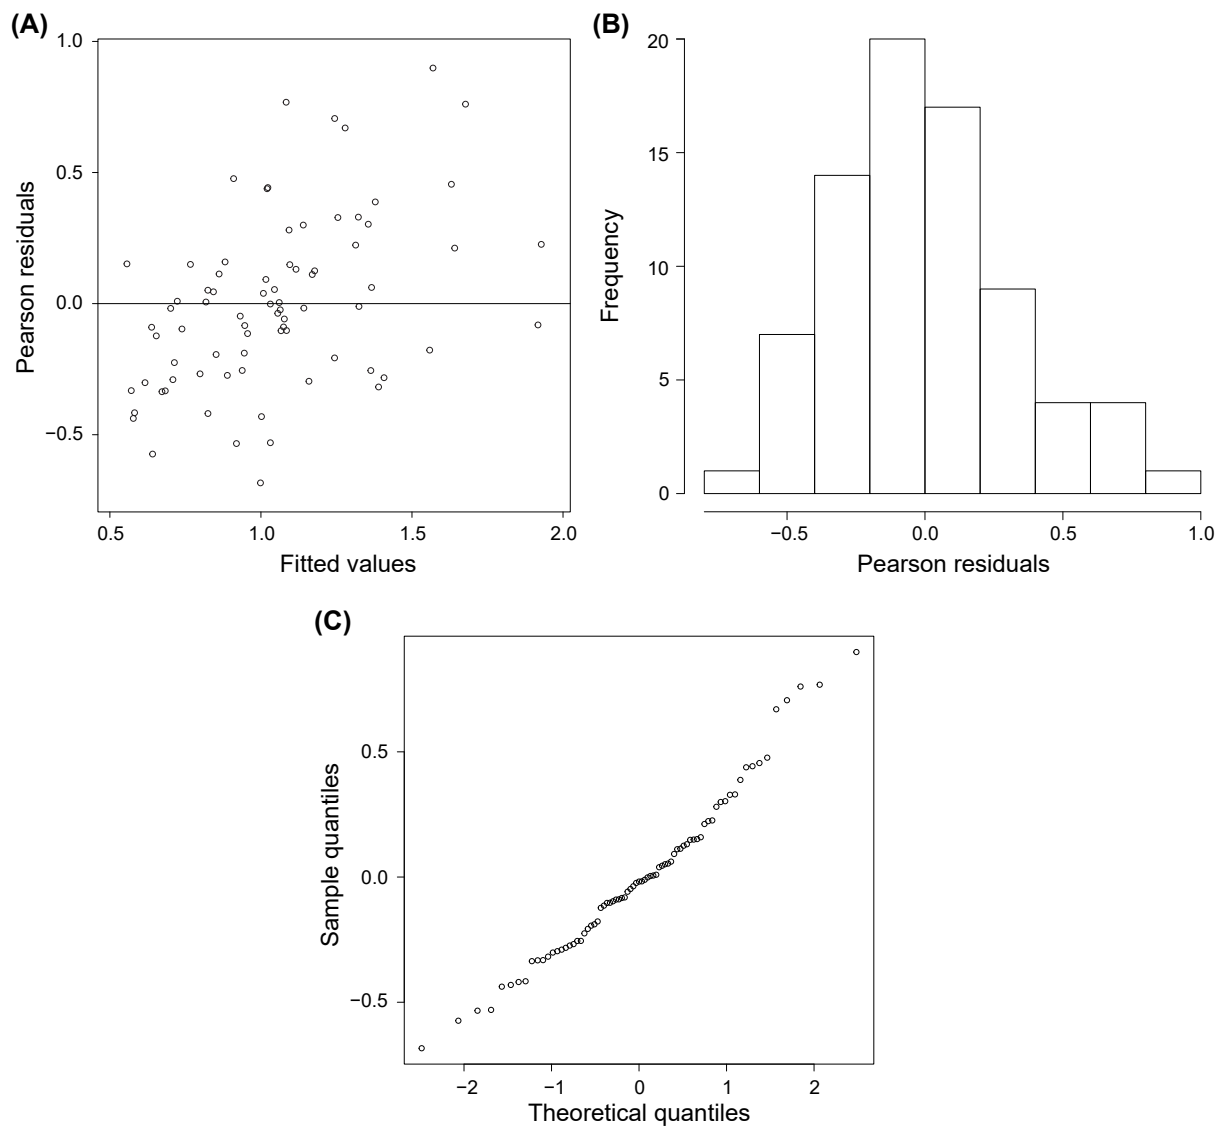 (A)
1.0
0.5
0.0
−0.5
Pearson residuals
0.5 1.0 1.5 2.0
Fitted values
(B)
20
15
10
5
0
Frequency
−0.5 0.0 0.5 1.0
Pearson residuals
(C)
0.5
0.0
−0.5
Sample quantiles
−2 −1 0 1 2
Theoretical quantiles